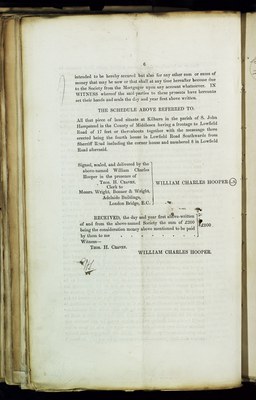 6
intended to be hereby secured but also for any other sum or sums of
money that may be now or that shall at any time hereafter become due
to the Society from the Mortgagor upon any account whatsoever. IN
WITNESS whereof the said parties to these presents have hereunto
set their hands and seals the day and year first above written.
THE SCHEDULE ABOVE REFERRED TO.
All that piece of land situate at Kilburn in the parish of S. John
Hampstead in the County of Middlesex having a frontage to Lowfield
Road of 17 feet or thereabouts together with the messuage there
erected being the fourth house in Lowfield Road Southwards from
Sherriff Road including the corner house and numbered 8 in Lowfield
Road aforesaid.
Signed, sealed, and delivered by the
above-named William Charles
Hooper in the presence of
Thos. H. Craven,
Clerk to
Messrs. Wright, Bonner & Wright,
Adelaide Buildings,
London Bridge, E.C.
WILLIAM CHARLES HOOPER
RECEIVED, the day and year first above-written
of and from the above-named Society the sum of £200
being the consideration money above mentioned to be paid
by them to me
£200.
Witness—
Thos. H. Craven.
WILLIAM CHARLES HOOPER.